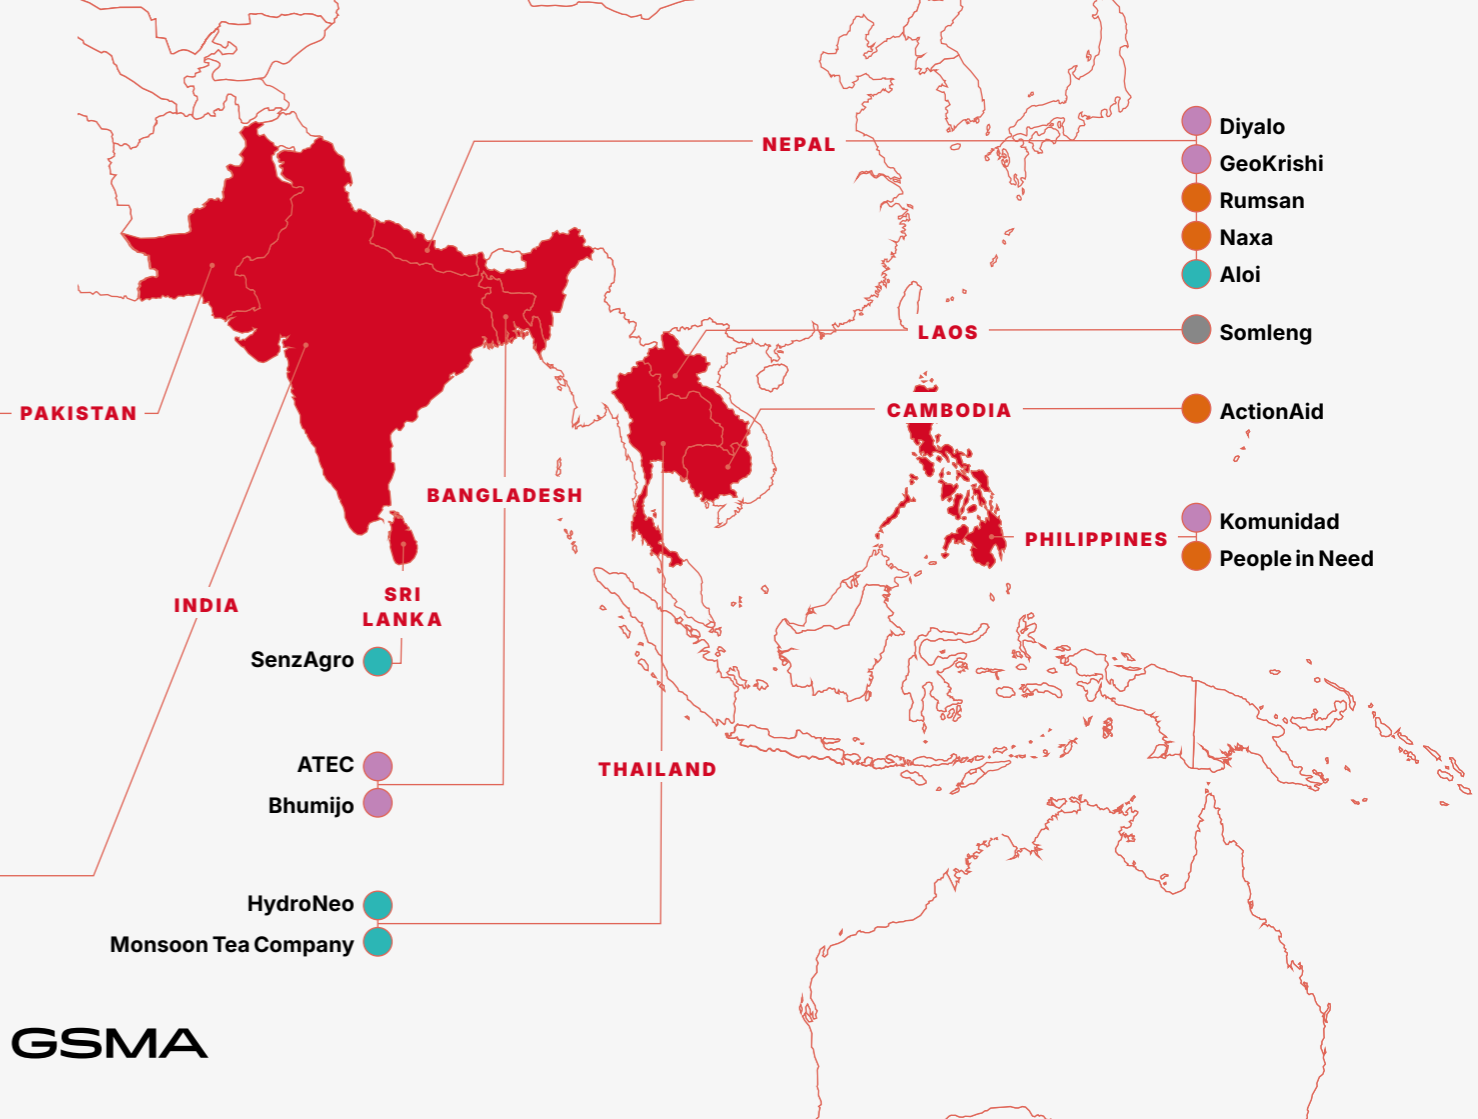 NEPAL
Diyalo
GeoKrishi
Rumsan
Naxa
Aloi
LAOS
Somleng
PAKISTAN
CAMBODIA
ActionAid
BANGLADESH
PHILIPPINES
Komunidad
People in Need
INDIA
SRI
LANKA
SenzAgro
ATEC
Bhumijo
THAILAND
HydroNeo
Monsoon Tea Company
GSMA